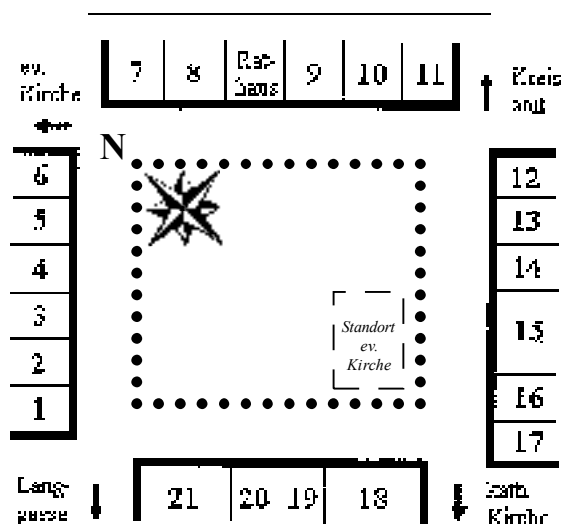 ev.
Kirche
7 8 Rat-
haus 9 10 11
Kreis
amt
N
6
5
4
3
2
1
12
13
14
15
16
17
Standort
ev.
Kirche
Lang-
gasse
21 20 19 18
kath.
Kirche